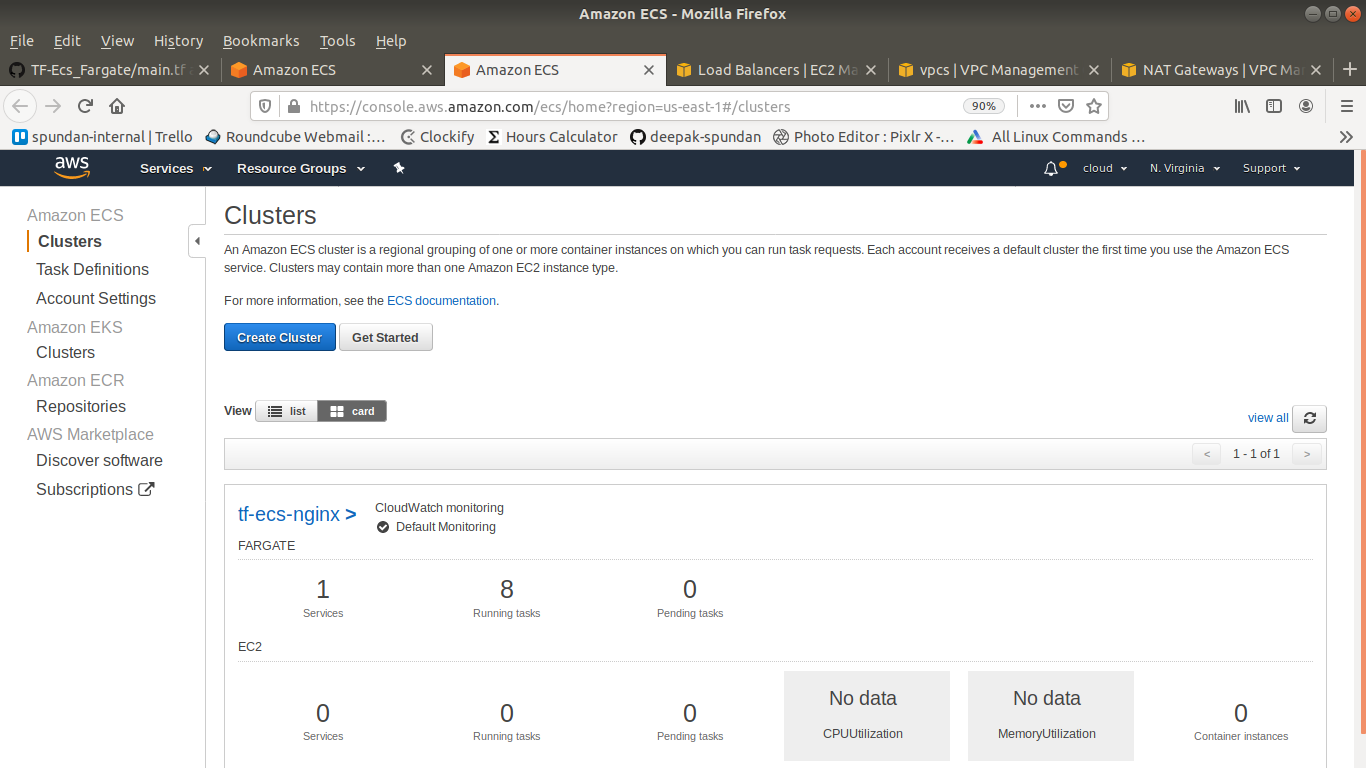 Amazon ECS - Mozilla Firefox
File Edit View History Bookmarks Tools Help
TF-Ecs_Fargate/main.tf Amazon ECS Amazon ECS Load Balancers | EC2 Ma vpcs | VPC Management NAT Gateways | VPC Ma
https://console.aws.amazon.com/ecs/home?region=us-east-1#/clusters 90%
spundan-internal | Trello Roundcube Webmail :… Clockify Hours Calculator deepak-spundan Photo Editor : Pixlr X -… All Linux Commands …
aws Services Resource Groups cloud N. Virginia Support
Amazon ECS
Clusters
Task Definitions
Account Settings
Amazon EKS
Clusters
Amazon ECR
Repositories
AWS Marketplace
Discover software
Subscriptions
Clusters
An Amazon ECS cluster is a regional grouping of one or more container instances on which you can run task requests. Each account receives a default cluster the first time you use the Amazon ECS
service. Clusters may contain more than one Amazon EC2 instance type.
For more information, see the ECS documentation.
Create Cluster Get Started
View list card
view all
< 1 - 1 of 1 >
tf-ecs-nginx >
CloudWatch monitoring
Default Monitoring
FARGATE
1 8 0
Services Running tasks Pending tasks
EC2
No data No data
0 0 0 0
CPUUtilization MemoryUtilization
Services Running tasks Pending tasks Container instances